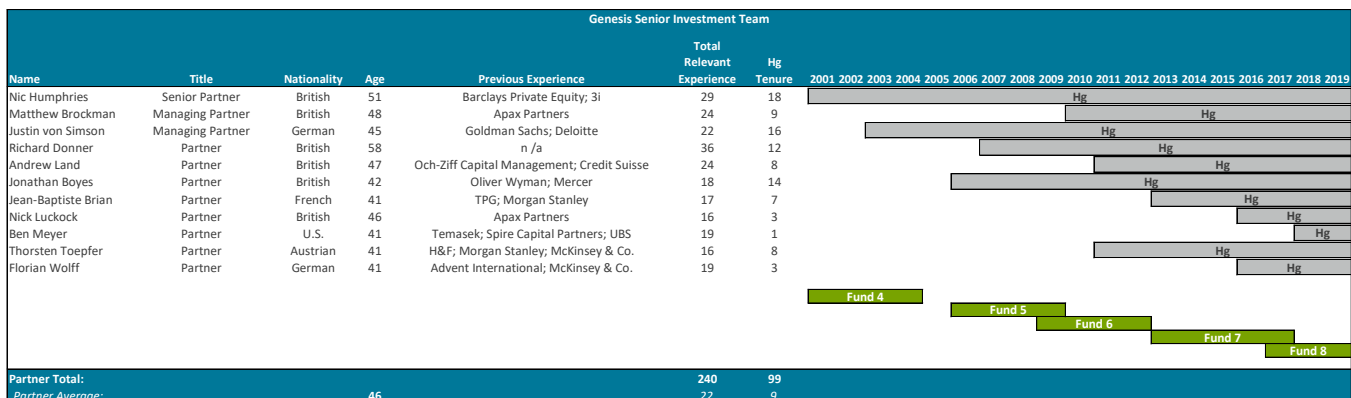 Genesis Senior Investment Team
Total
Relevant Hg
Name Title Nationality Age Previous Experience Experience Tenure 2001 2002 2003 2004 2005 2006 2007 2008 2009 2010 2011 2012 2013 2014 2015 2016 2017 2018 2019
Nic Humphries Senior Partner British 51 Barclays Private Equity; 3i 29 18 Hg
Matthew Brockman Managing Partner British 48 Apax Partners 24 9 Hg
Justin von Simson Managing Partner German 45 Goldman Sachs; Deloitte 22 16 Hg
Richard Donner Partner British 58 n /a 36 12 Hg
Andrew Land Partner British 47 Och-Ziff Capital Management; Credit Suisse 24 8 Hg
Jonathan Boyes Partner British 42 Oliver Wyman; Mercer 18 14 Hg
Jean-Baptiste Brian Partner French 41 TPG; Morgan Stanley 17 7 Hg
Nick Luckock Partner British 46 Apax Partners 16 3 Hg
Ben Meyer Partner U.S. 41 Temasek; Spire Capital Partners; UBS 19 1 Hg
Thorsten Toepfer Partner Austrian 41 H&F; Morgan Stanley; McKinsey & Co. 16 8 Hg
Florian Wolff Partner German 41 Advent International; McKinsey & Co. 19 3 Hg
Fund 4
Fund 5
Fund 6
Fund 7
Fund 8
Partner Total: 240 99
Partner Average: 46 22 9